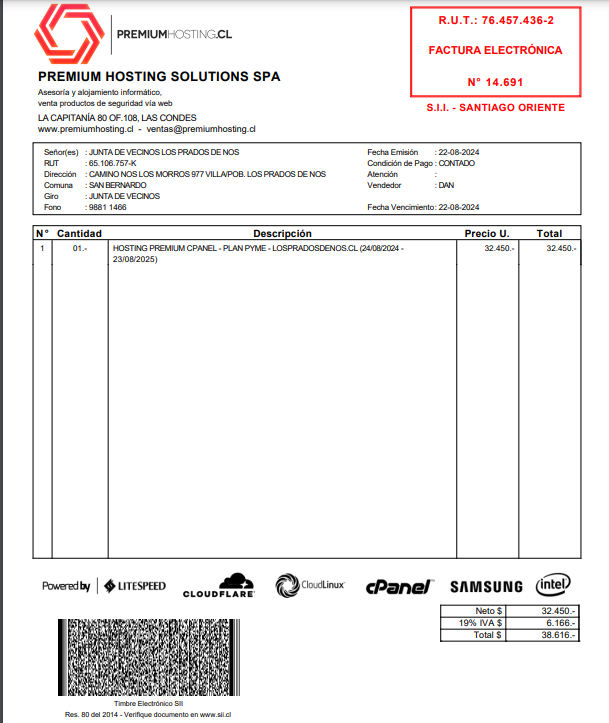 PREMIUMHOSTING.CL
R.U.T.: 76.457.436-2
FACTURA ELECTRÓNICA
N° 14.691
S.I.I. - SANTIAGO ORIENTE
PREMIUM HOSTING SOLUTIONS SPA
Asesoría y alojamiento informático,
venta productos de seguridad vía web
LA CAPITANÍA 80 OF.108, LAS CONDES
www.premiumhosting.cl - ventas@premiumhosting.cl
Señor(es) : JUNTA DE VECINOS LOS PRADOS DE NOS
RUT : 65.106.757-K
Dirección : CAMINO NOS LOS MORROS 977 VILLA/POB. LOS PRADOS DE NOS
Comuna : SAN BERNARDO
Giro : JUNTA DE VECINOS
Fono : 9881 1466
Fecha Emisión : 22-08-2024
Condición de Pago : CONTADO
Atención :
Vendedor : DAN
Fecha Vencimiento : 22-08-2024
N° Cantidad Descripción Precio U. Total
1 01.- HOSTING PREMIUM CPANEL - PLAN PYME - LOSPRADOSDENOS.CL (24/08/2024 - 32.450.- 32.450.-
23/08/2025)
Powered by LITESPEED CLOUDFLARE CloudLinux cPanel SAMSUNG intel
Neto $ 32.450.-
19% IVA $ 6.166.-
Total $ 38.616.-
Timbre Electrónico SII
Res. 80 del 2014 - Verifique documento en www.sii.cl